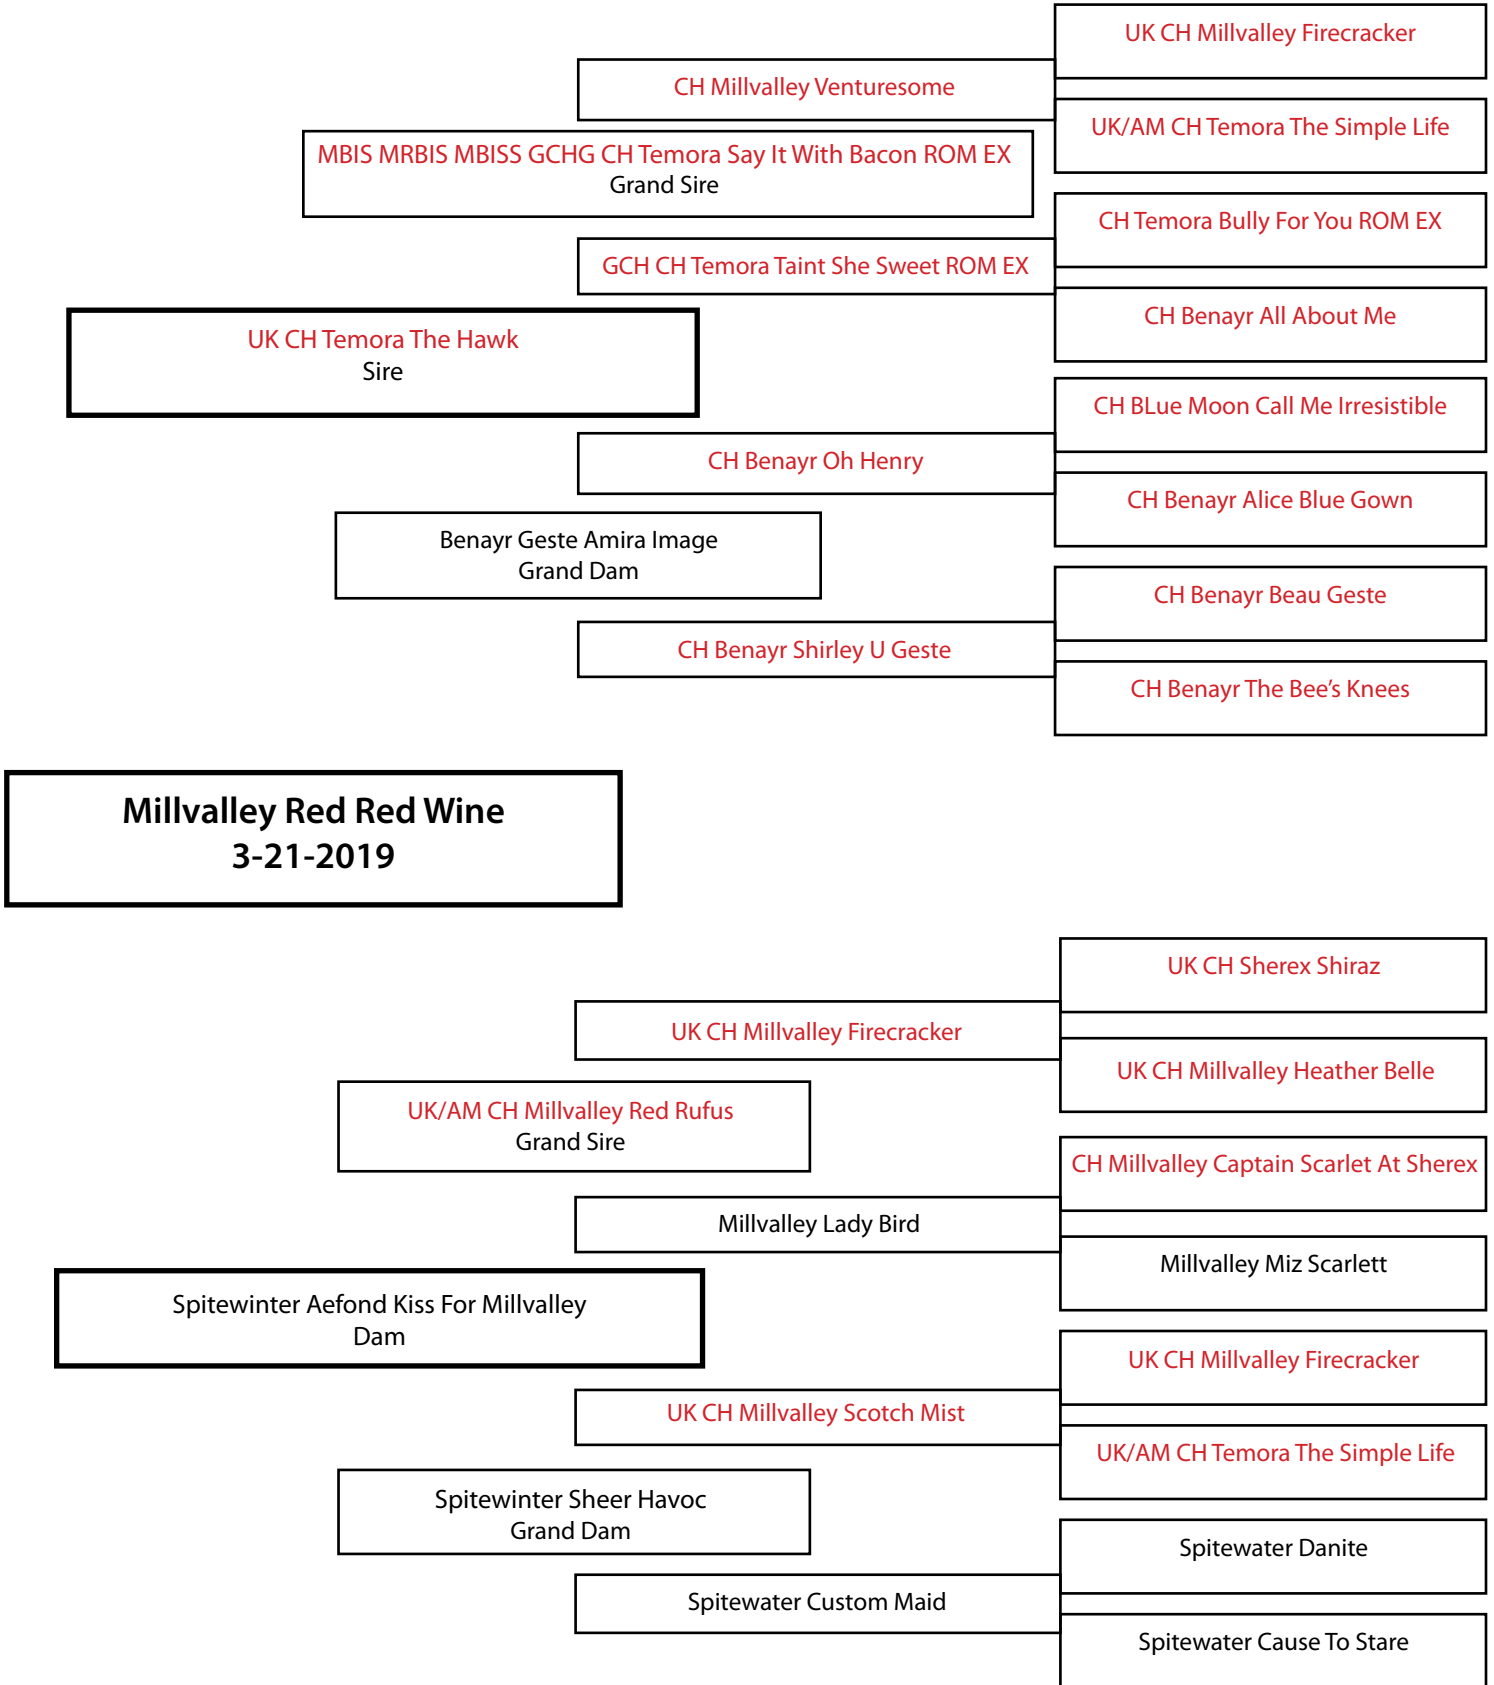 UK CH Millvalley Firecracker
CH Millvalley Venturesome
UK/AM CH Temora The Simple Life
MBIS MRBIS MBISS GCHG CH Temora Say It With Bacon ROM EX
Grand Sire
CH Temora Bully For You ROM EX
GCH CH Temora Taint She Sweet ROM EX
CH Benayr All About Me
UK CH Temora The Hawk
Sire
CH BLue Moon Call Me Irresistible
CH Benayr Oh Henry
CH Benayr Alice Blue Gown
Benayr Geste Amira Image
Grand Dam
CH Benayr Beau Geste
CH Benayr Shirley U Geste
CH Benayr The Bee’s Knees
Millvalley Red Red Wine
3-21-2019
UK CH Sherex Shiraz
UK CH Millvalley Firecracker
UK CH Millvalley Heather Belle
UK/AM CH Millvalley Red Rufus
Grand Sire
CH Millvalley Captain Scarlet At Sherex
Millvalley Lady Bird
Millvalley Miz Scarlett
Spitewinter Aefond Kiss For Millvalley
Dam
UK CH Millvalley Firecracker
UK CH Millvalley Scotch Mist
UK/AM CH Temora The Simple Life
Spitewinter Sheer Havoc
Grand Dam
Spitewater Danite
Spitewater Custom Maid
Spitewater Cause To Stare